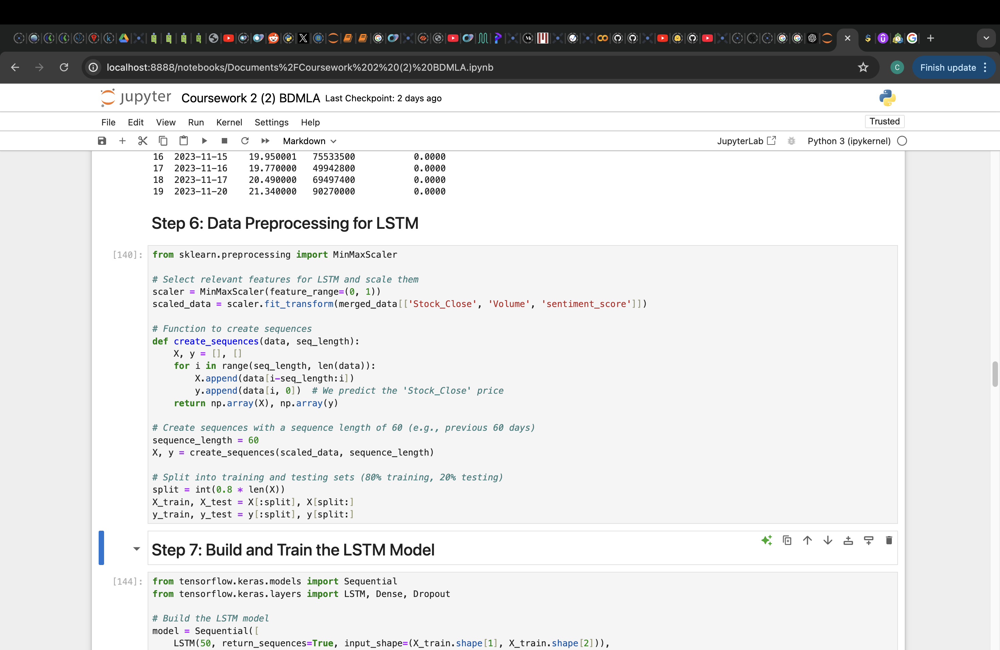 localhost:8888/notebooks/Documents%2FCoursework%202%20(2)%20BDMLA.ipynb
C
Finish update
jupyter Coursework 2 (2) BDMLA Last Checkpoint: 2 days ago
File Edit View Run Kernel Settings Help
Trusted
Markdown
JupyterLab
Python 3 (ipykernel)
16 2023-11-15 19.950001 75533500 0.0000
17 2023-11-16 19.770000 49942800 0.0000
18 2023-11-17 20.490000 69497400 0.0000
19 2023-11-20 21.340000 90270000 0.0000
Step 6: Data Preprocessing for LSTM
[140]:
from sklearn.preprocessing import MinMaxScaler
# Select relevant features for LSTM and scale them
scaler = MinMaxScaler(feature_range=(0, 1))
scaled_data = scaler.fit_transform(merged_data[['Stock_Close', 'Volume', 'sentiment_score']])
# Function to create sequences
def create_sequences(data, seq_length):
    X, y = [], []
    for i in range(seq_length, len(data)):
        X.append(data[i-seq_length:i])
        y.append(data[i, 0])  # We predict the 'Stock_Close' price
    return np.array(X), np.array(y)
# Create sequences with a sequence length of 60 (e.g., previous 60 days)
sequence_length = 60
X, y = create_sequences(scaled_data, sequence_length)
# Split into training and testing sets (80% training, 20% testing)
split = int(0.8 * len(X))
X_train, X_test = X[:split], X[split:]
y_train, y_test = y[:split], y[split:]
Step 7: Build and Train the LSTM Model
[144]:
from tensorflow.keras.models import Sequential
from tensorflow.keras.layers import LSTM, Dense, Dropout
# Build the LSTM model
model = Sequential([
    LSTM(50, return_sequences=True, input_shape=(X_train.shape[1], X_train.shape[2])),